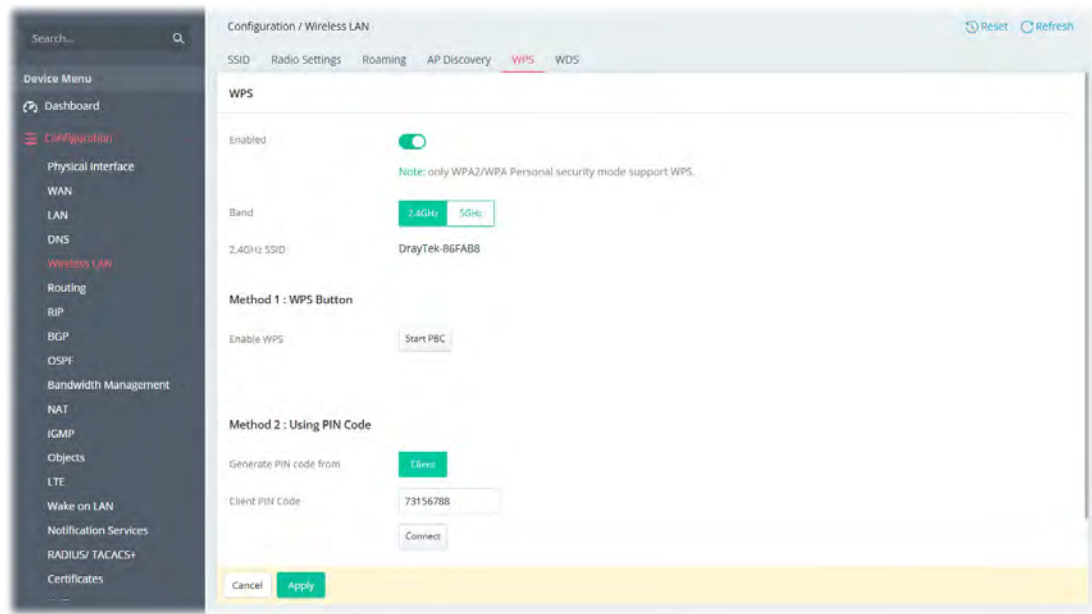 Search...
Device Menu
Dashboard
Configuration
Physical Interface
WAN
LAN
DNS
Wireless LAN
Routing
RIP
BGP
OSPF
Bandwidth Management
NAT
IGMP
Objects
LTE
Wake on LAN
Notification Services
RADIUS/ TACACS+
Certificates
Configuration / Wireless LAN
Reset Refresh
SSID Radio Settings Roaming AP Discovery WPS WDS
WPS
Enabled
Note: only WPA2/WPA Personal security mode support WPS.
Band 2.4GHz 5GHz
2.4GHz SSID DrayTek-86FAB8
Method 1 : WPS Button
Enable WPS Start PBC
Method 2 : Using PIN Code
Generate PIN code from Client
Client PIN Code 73156788
Connect
Cancel Apply